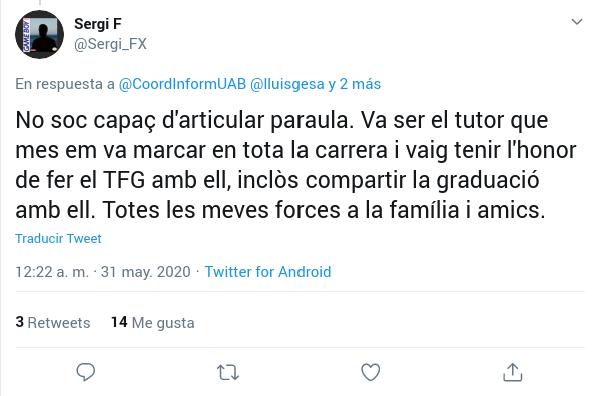 Sergi F
@Sergi_FX
En respuesta a @CoordInformUAB @lluisgesa y 2 más
No soc capaç d'articular paraula. Va ser el tutor que
mes em va marcar en tota la carrera i vaig tenir l'honor
de fer el TFG amb ell, inclòs compartir la graduació
amb ell. Totes les meves forces a la família i amics.
Traducir Tweet
12:22 a. m. · 31 may. 2020 · Twitter for Android
3 Retweets 14 Me gusta